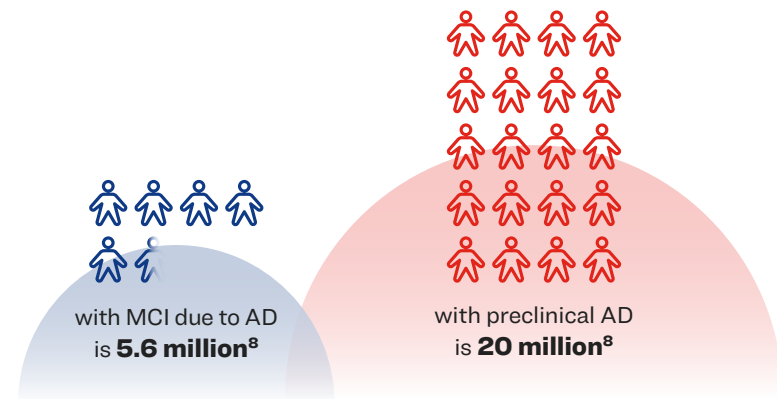 with MCI due to AD
is 5.6 million⁸
with preclinical AD
is 20 million⁸